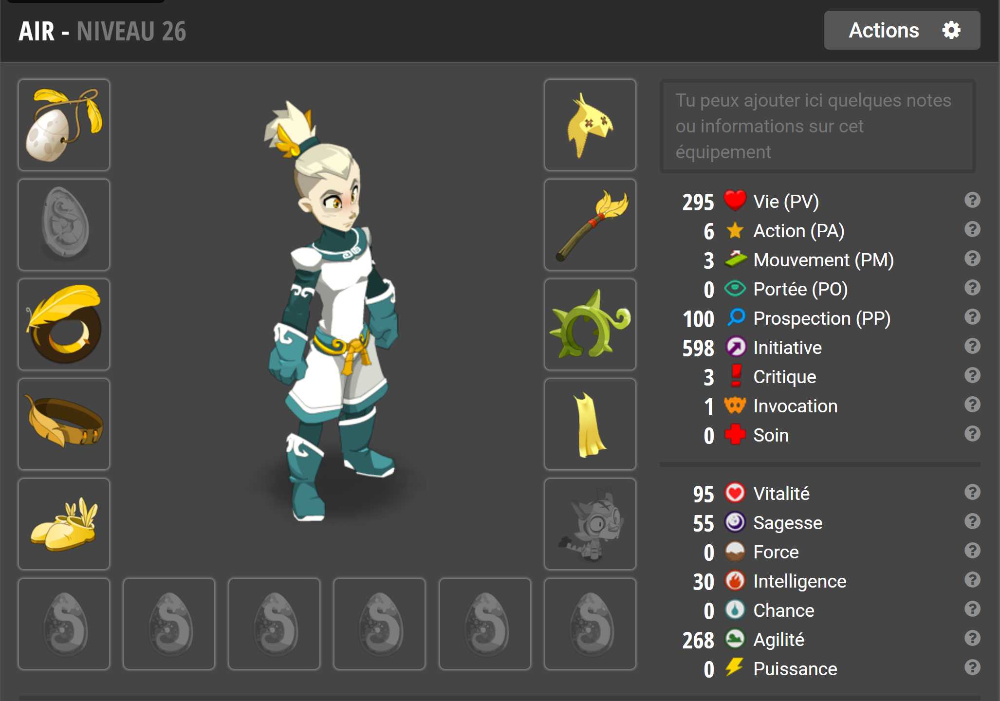 AIR - NIVEAU 26
Actions
Tu peux ajouter ici quelques notes
ou informations sur cet
équipement
295 Vie (PV) ?
6 Action (PA) ?
3 Mouvement (PM) ?
0 Portée (PO) ?
100 Prospection (PP) ?
598 Initiative ?
3 Critique ?
1 Invocation ?
0 Soin ?
95 Vitalité ?
55 Sagesse ?
0 Force ?
30 Intelligence ?
0 Chance ?
268 Agilité ?
0 Puissance ?